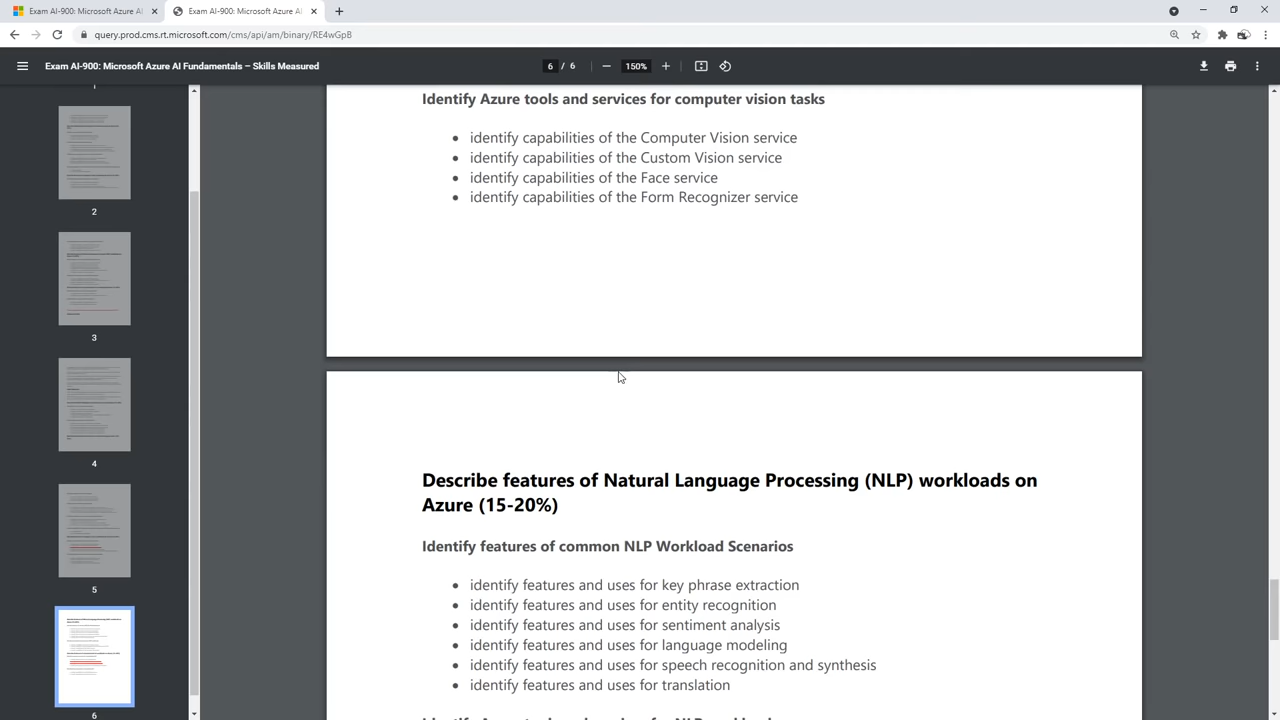 Exam AI-900: Microsoft Azure AI
Exam AI-900: Microsoft Azure AI
query.prod.cms.rt.microsoft.com/cms/api/am/binary/RE4wGpB
Exam AI-900: Microsoft Azure AI Fundamentals – Skills Measured
6 / 6
150%
1
2
3
4
5
6
Identify Azure tools and services for computer vision tasks
• identify capabilities of the Computer Vision service
• identify capabilities of the Custom Vision service
• identify capabilities of the Face service
• identify capabilities of the Form Recognizer service
Describe features of Natural Language Processing (NLP) workloads on
Azure (15-20%)
Identify features of common NLP Workload Scenarios
• identify features and uses for key phrase extraction
• identify features and uses for entity recognition
• identify features and uses for sentiment analysis
• identify features and uses for language modeling
• identify features and uses for speech recognition and synthesis
• identify features and uses for translation